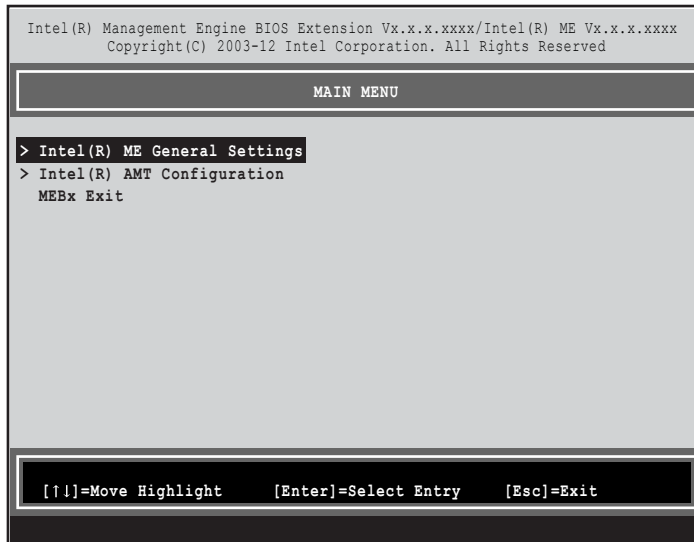 Intel(R) Management Engine BIOS Extension Vx.x.x.xxxx/Intel(R) ME Vx.x.x.xxxx
Copyright(C) 2003-12 Intel Corporation. All Rights Reserved
MAIN MENU
> Intel(R) ME General Settings
> Intel(R) AMT Configuration
MEBx Exit
[↑↓]=Move Highlight [Enter]=Select Entry [Esc]=Exit